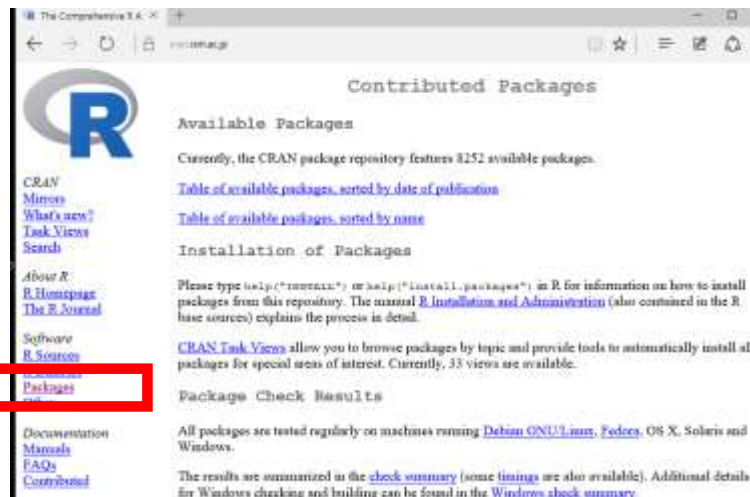 The Comprehensive R A
R
Contributed Packages
Available Packages
Currently, the CRAN package repository features 8252 available packages.
Table of available packages, sorted by date of publication
Table of available packages, sorted by name
Installation of Packages
Please type help("INSTALL") or help("install.packages") in R for information on how to install
packages from this repository. The manual R Installation and Administration (also contained in the R
base sources) explains the process in detail.
CRAN Task Views allow you to browse packages by topic and provide tools to automatically install all
packages for special areas of interest. Currently, 33 views are available.
Package Check Results
All packages are tested regularly on machines running Debian GNU/Linux, Fedora, OS X, Solaris and
Windows.
The results are summarized in the check summary (some timings are also available). Additional details
for Windows checking and building can be found in the Windows check summary.
CRAN
Mirrors
What's new?
Task Views
Search
About R
R Homepage
The R Journal
Software
R Sources
Packages
Documentation
Manuals
FAQs
Contributed